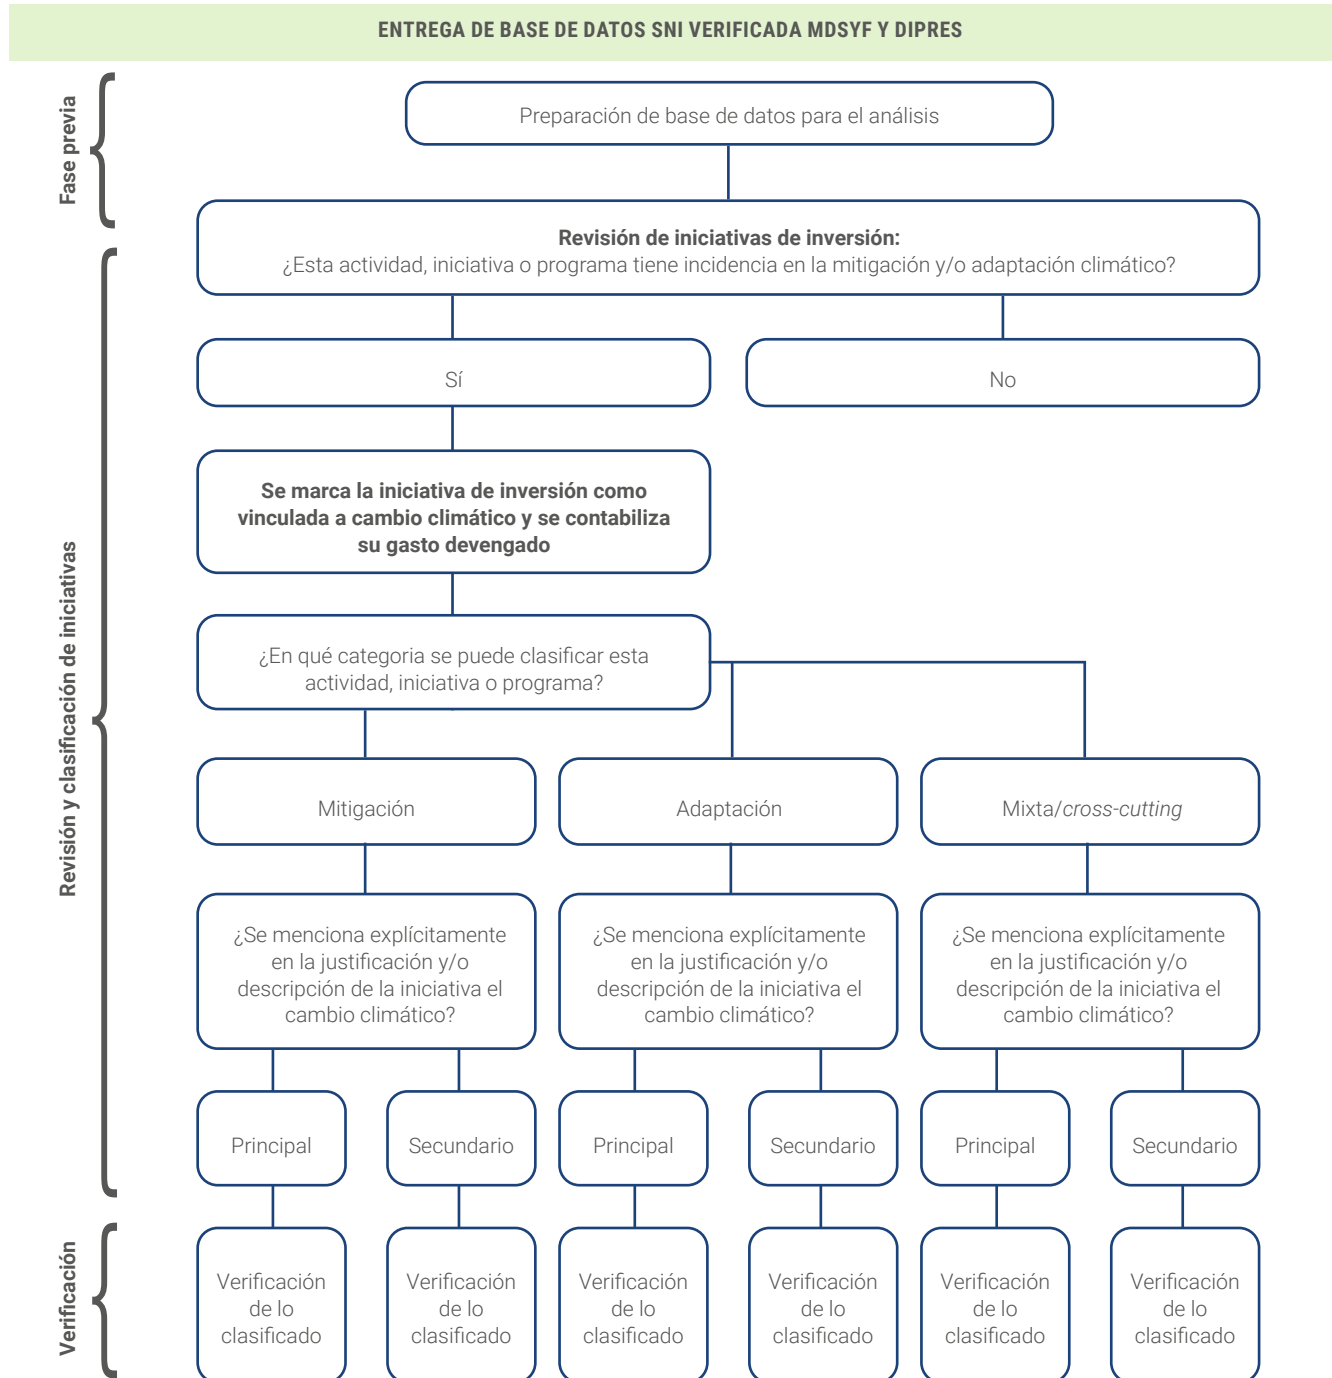 ENTREGA DE BASE DE DATOS SNI VERIFICADA MDSYF Y DIPRES
Fase previa
Preparación de base de datos para el análisis
Revisión de iniciativas de inversión:
¿Esta actividad, iniciativa o programa tiene incidencia en la mitigación y/o adaptación climático?
Revisión y clasificación de iniciativas
Sí
No
Se marca la iniciativa de inversión como
vinculada a cambio climático y se contabiliza
su gasto devengado
¿En qué categoria se puede clasificar esta
actividad, iniciativa o programa?
Mitigación
Adaptación
Mixta/cross-cutting
¿Se menciona explícitamente
en la justificación y/o
descripción de la iniciativa el
cambio climático?
¿Se menciona explícitamente
en la justificación y/o
descripción de la iniciativa el
cambio climático?
¿Se menciona explícitamente
en la justificación y/o
descripción de la iniciativa el
cambio climático?
Principal
Secundario
Principal
Secundario
Principal
Secundario
Verificación
Verificación
de lo
clasificado
Verificación
de lo
clasificado
Verificación
de lo
clasificado
Verificación
de lo
clasificado
Verificación
de lo
clasificado
Verificación
de lo
clasificado